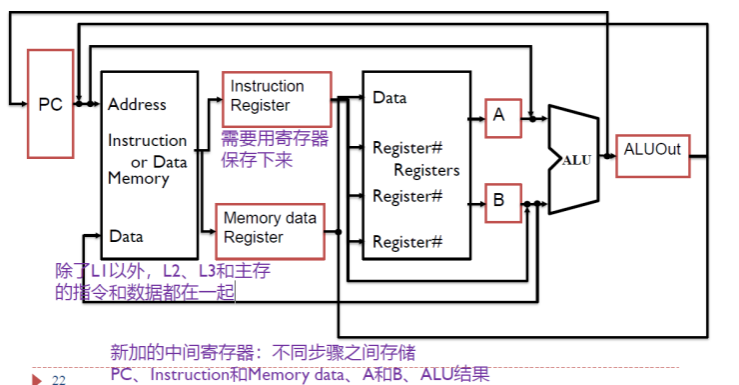 PC
Address
Instruction
or Data
Memory
Data
Instruction
Register
需要用寄存器
保存下来
Memory data
Register
Data
Register#
Registers
Register#
Register#
A
B
ALU
ALUOut
除了L1以外，L2、L3和主存
的指令和数据都在一起
新加的中间寄存器：不同步骤之间存储
22
PC、Instruction和Memory data、A和B、ALU结果